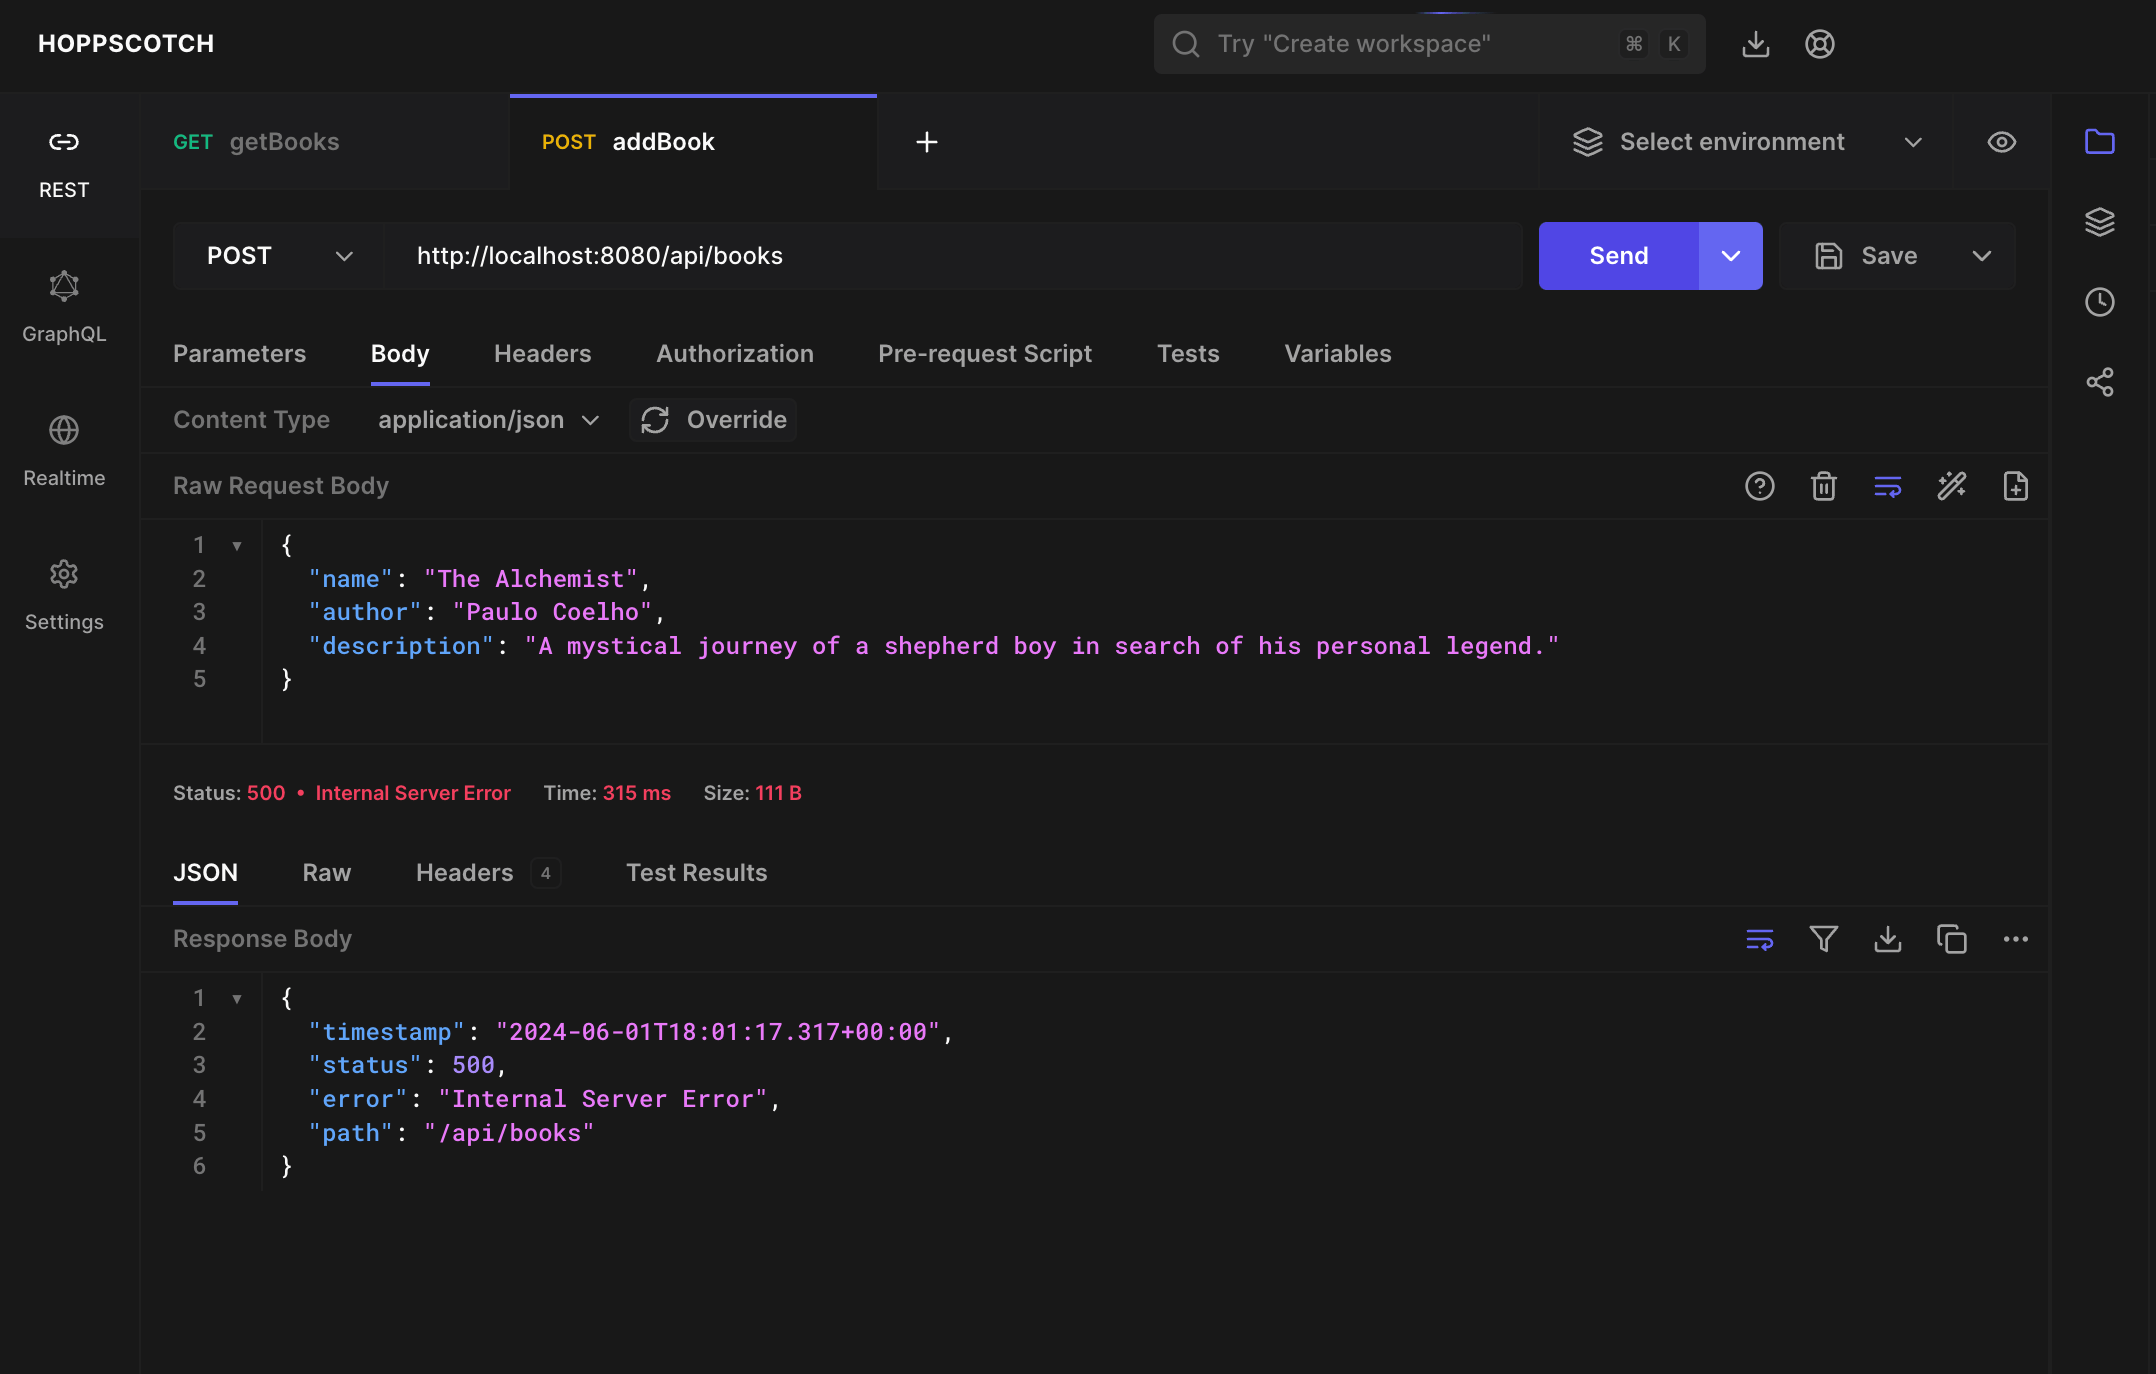 HOPPSCOTCH
Try "Create workspace" ⌘ K
REST
GraphQL
Realtime
Settings
GET getBooks
POST addBook
Select environment
POST http://localhost:8080/api/books
Send
Save
Parameters Body Headers Authorization Pre-request Script Tests Variables
Content Type application/json Override
Raw Request Body
1 {
2 "name": "The Alchemist",
3 "author": "Paulo Coelho",
4 "description": "A mystical journey of a shepherd boy in search of his personal legend."
5 }
Status: 500 • Internal Server Error Time: 315 ms Size: 111 B
JSON Raw Headers 4 Test Results
Response Body
1 {
2 "timestamp": "2024-06-01T18:01:17.317+00:00",
3 "status": 500,
4 "error": "Internal Server Error",
5 "path": "/api/books"
6 }